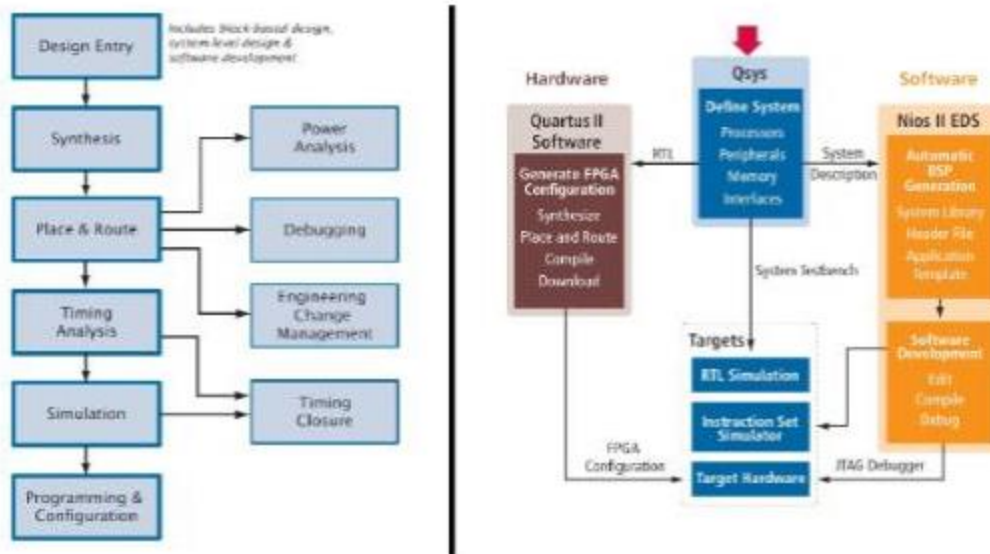 Design Entry
Includes block-based design,
system-level design &
software development
Synthesis
Power
Analysis
Place & Route
Debugging
Engineering
Change
Management
Timing
Analysis
Timing
Closure
Simulation
Programming &
Configuration
Hardware
Quartus II
Software
Generate FPGA
Configuration
Synthesize
Place and Route
Compile
Download
RTL
Qsys
Define System
Processors
Peripherals
Memory
Interfaces
System
Description
System Testbench
Software
Nios II EDS
Automatic
BSP
Generation
System Library
Header File
Application
Template
Software
Development
Edit
Compile
Debug
Targets
RTL Simulation
Instruction Set
Simulator
Target Hardware
FPGA
Configuration
JTAG Debugger